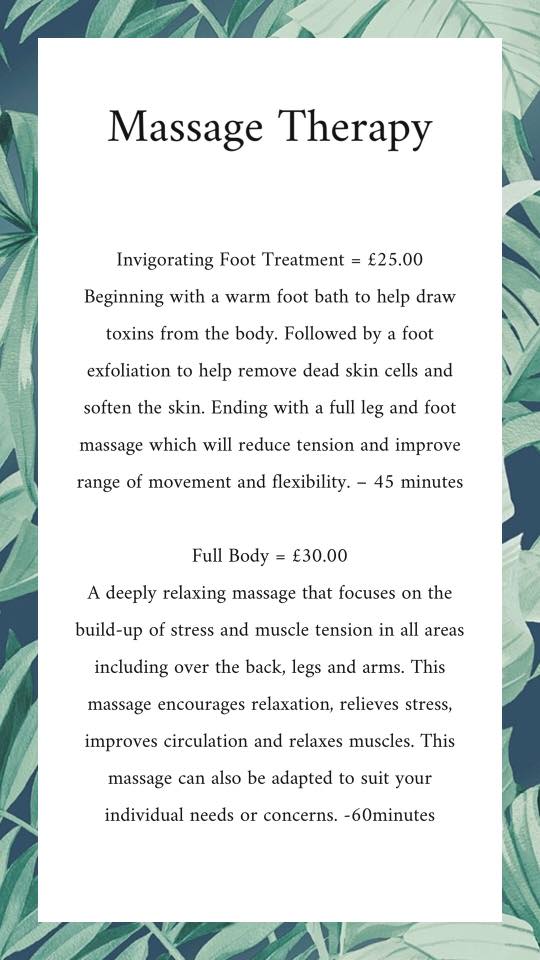 Massage Therapy
Invigorating Foot Treatment = £25.00
Beginning with a warm foot bath to help draw
toxins from the body. Followed by a foot
exfoliation to help remove dead skin cells and
soften the skin. Ending with a full leg and foot
massage which will reduce tension and improve
range of movement and flexibility. – 45 minutes
Full Body = £30.00
A deeply relaxing massage that focuses on the
build-up of stress and muscle tension in all areas
including over the back, legs and arms. This
massage encourages relaxation, relieves stress,
improves circulation and relaxes muscles. This
massage can also be adapted to suit your
individual needs or concerns. -60minutes